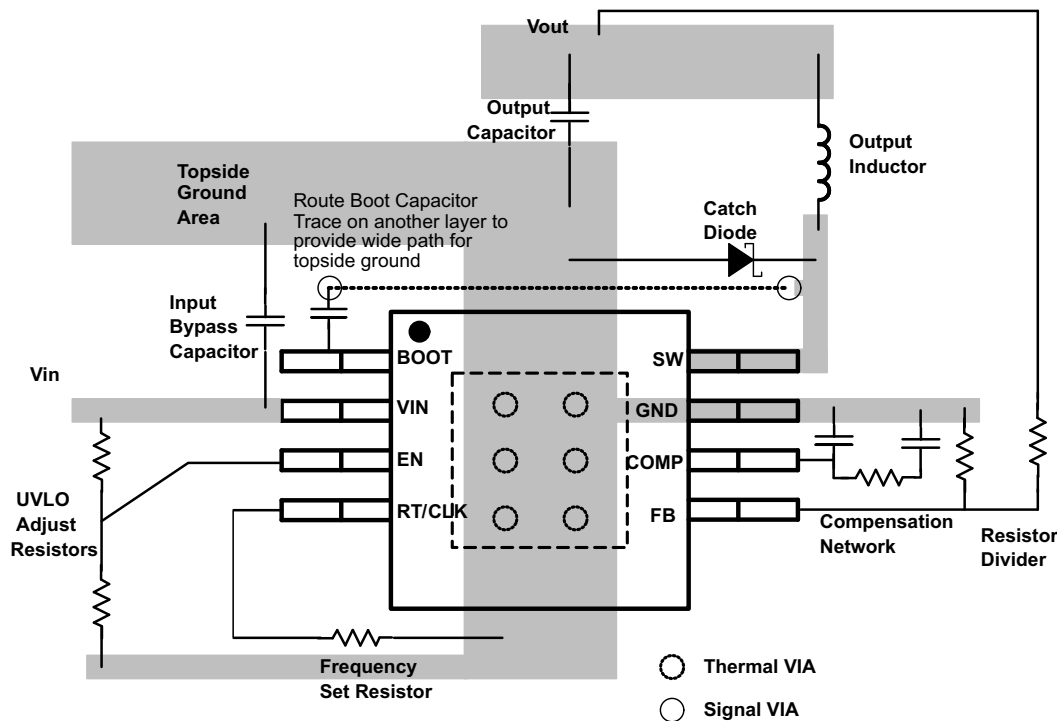 Vout
Output
Capacitor
Output
Inductor
Topside
Ground
Area
Route Boot Capacitor
Trace on another layer to
provide wide path for
topside ground
Catch
Diode
Input
Bypass
Capacitor
Vin
BOOT
SW
VIN
GND
EN
COMP
RT/CLK
FB
UVLO
Adjust
Resistors
Compensation
Network
Resistor
Divider
Frequency
Set Resistor
Thermal VIA
Signal VIA